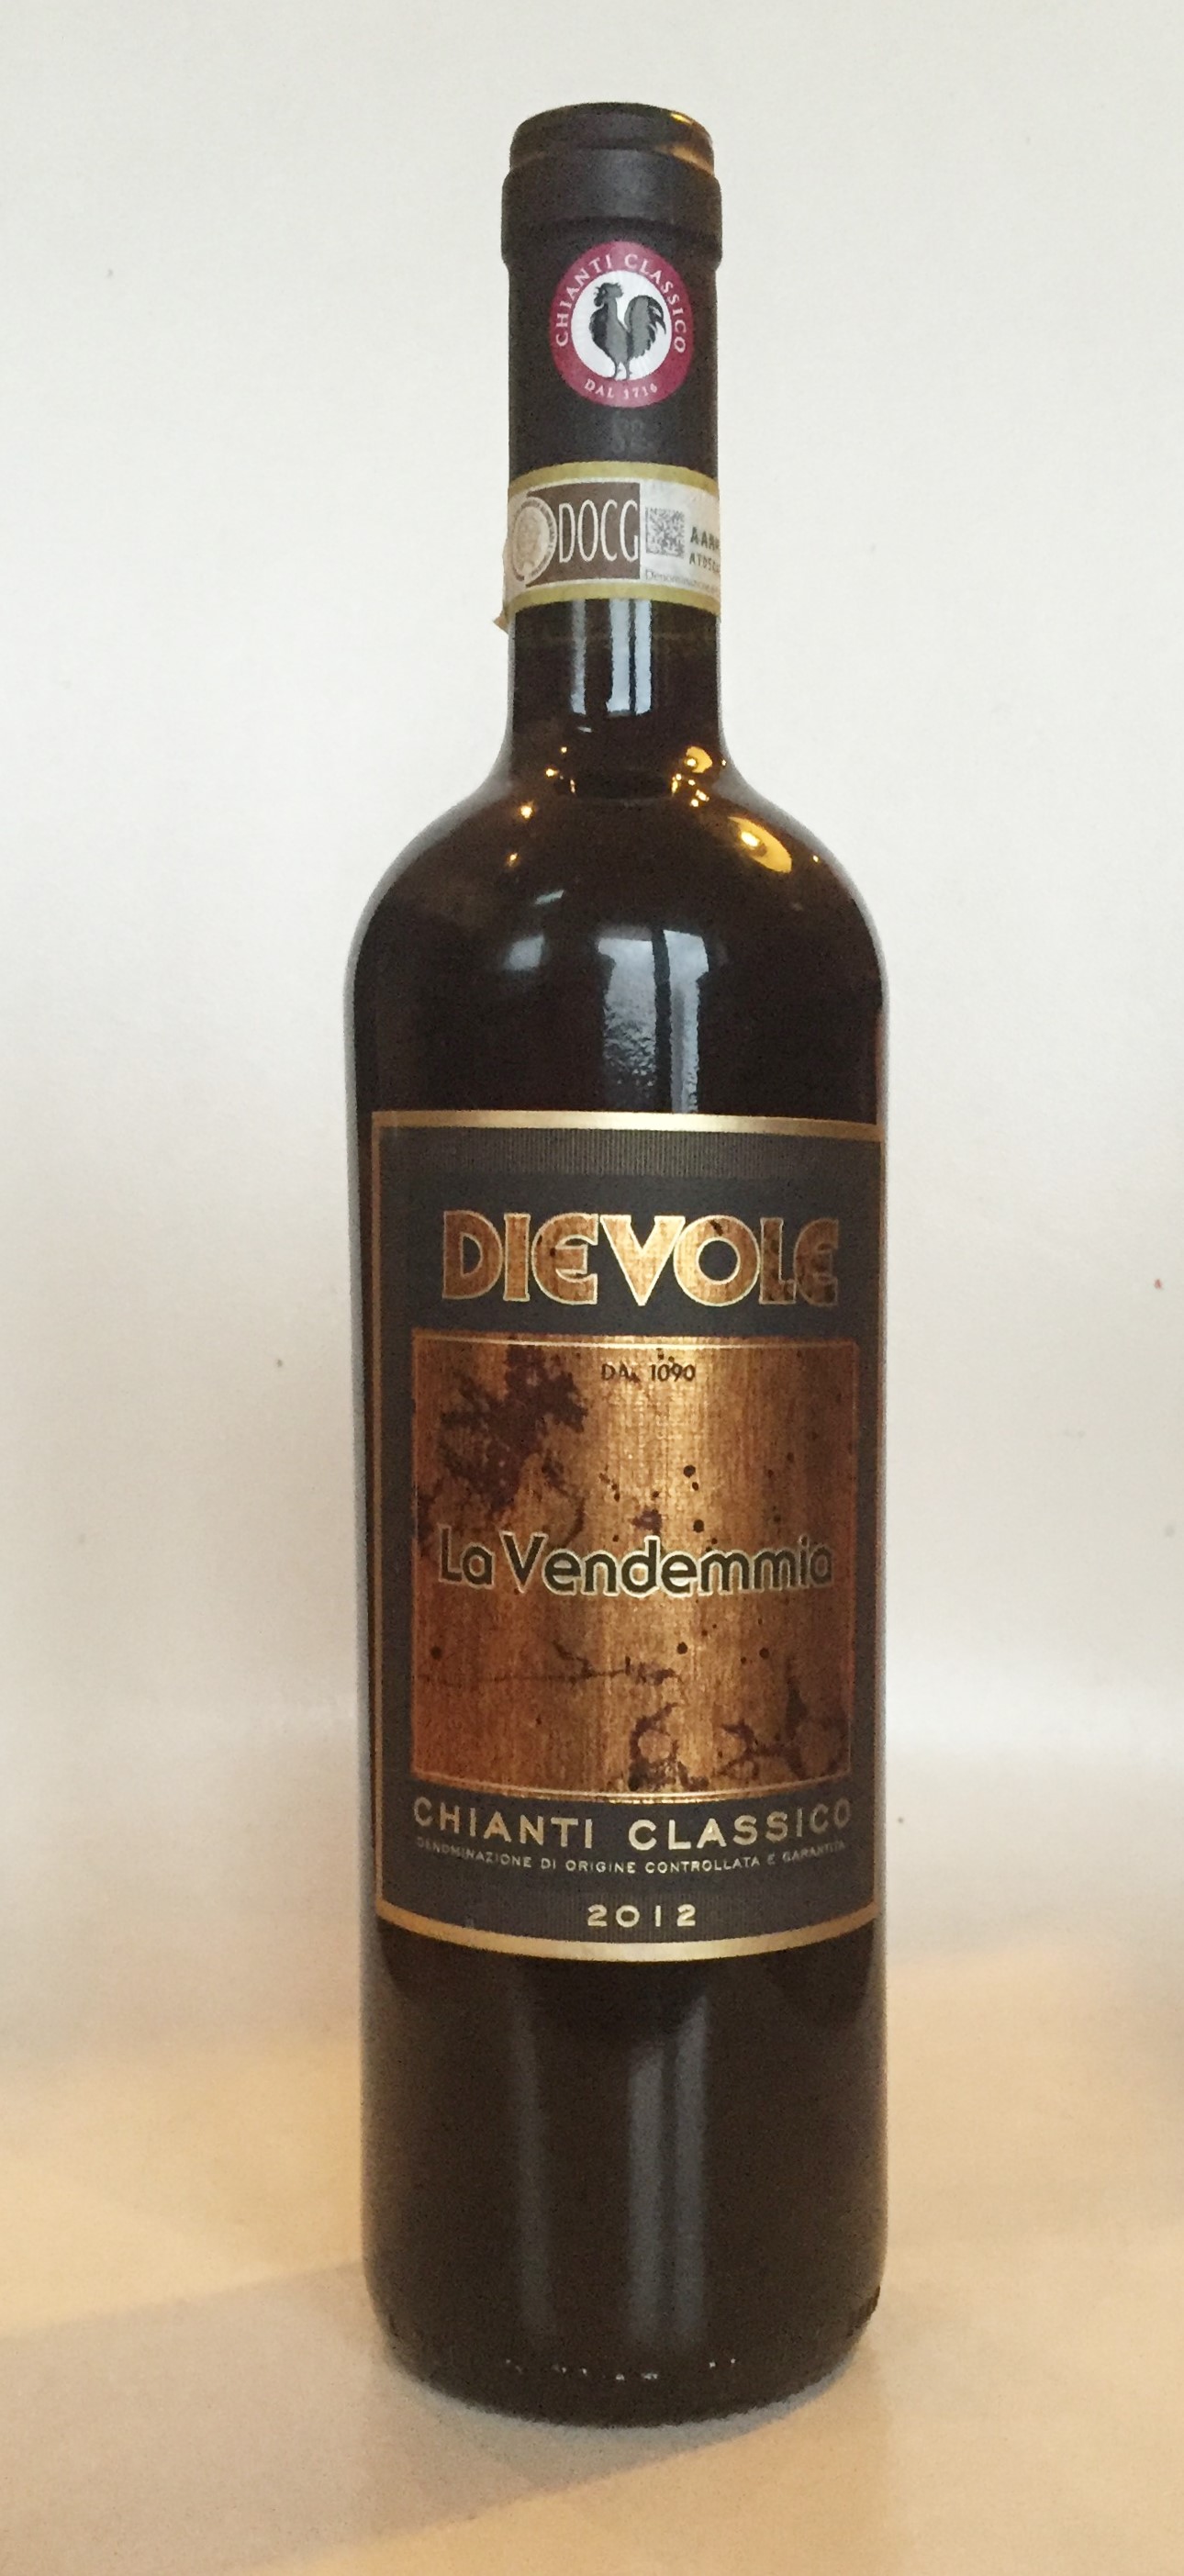 CHIANTI CLASSICO
DAL 1716
DOCG
DIEVOLE
DAL 1090
La Vendemmia
CHIANTI CLASSICO
DENOMINAZIONE DI ORIGINE CONTROLLATA E GARANTITA
2012